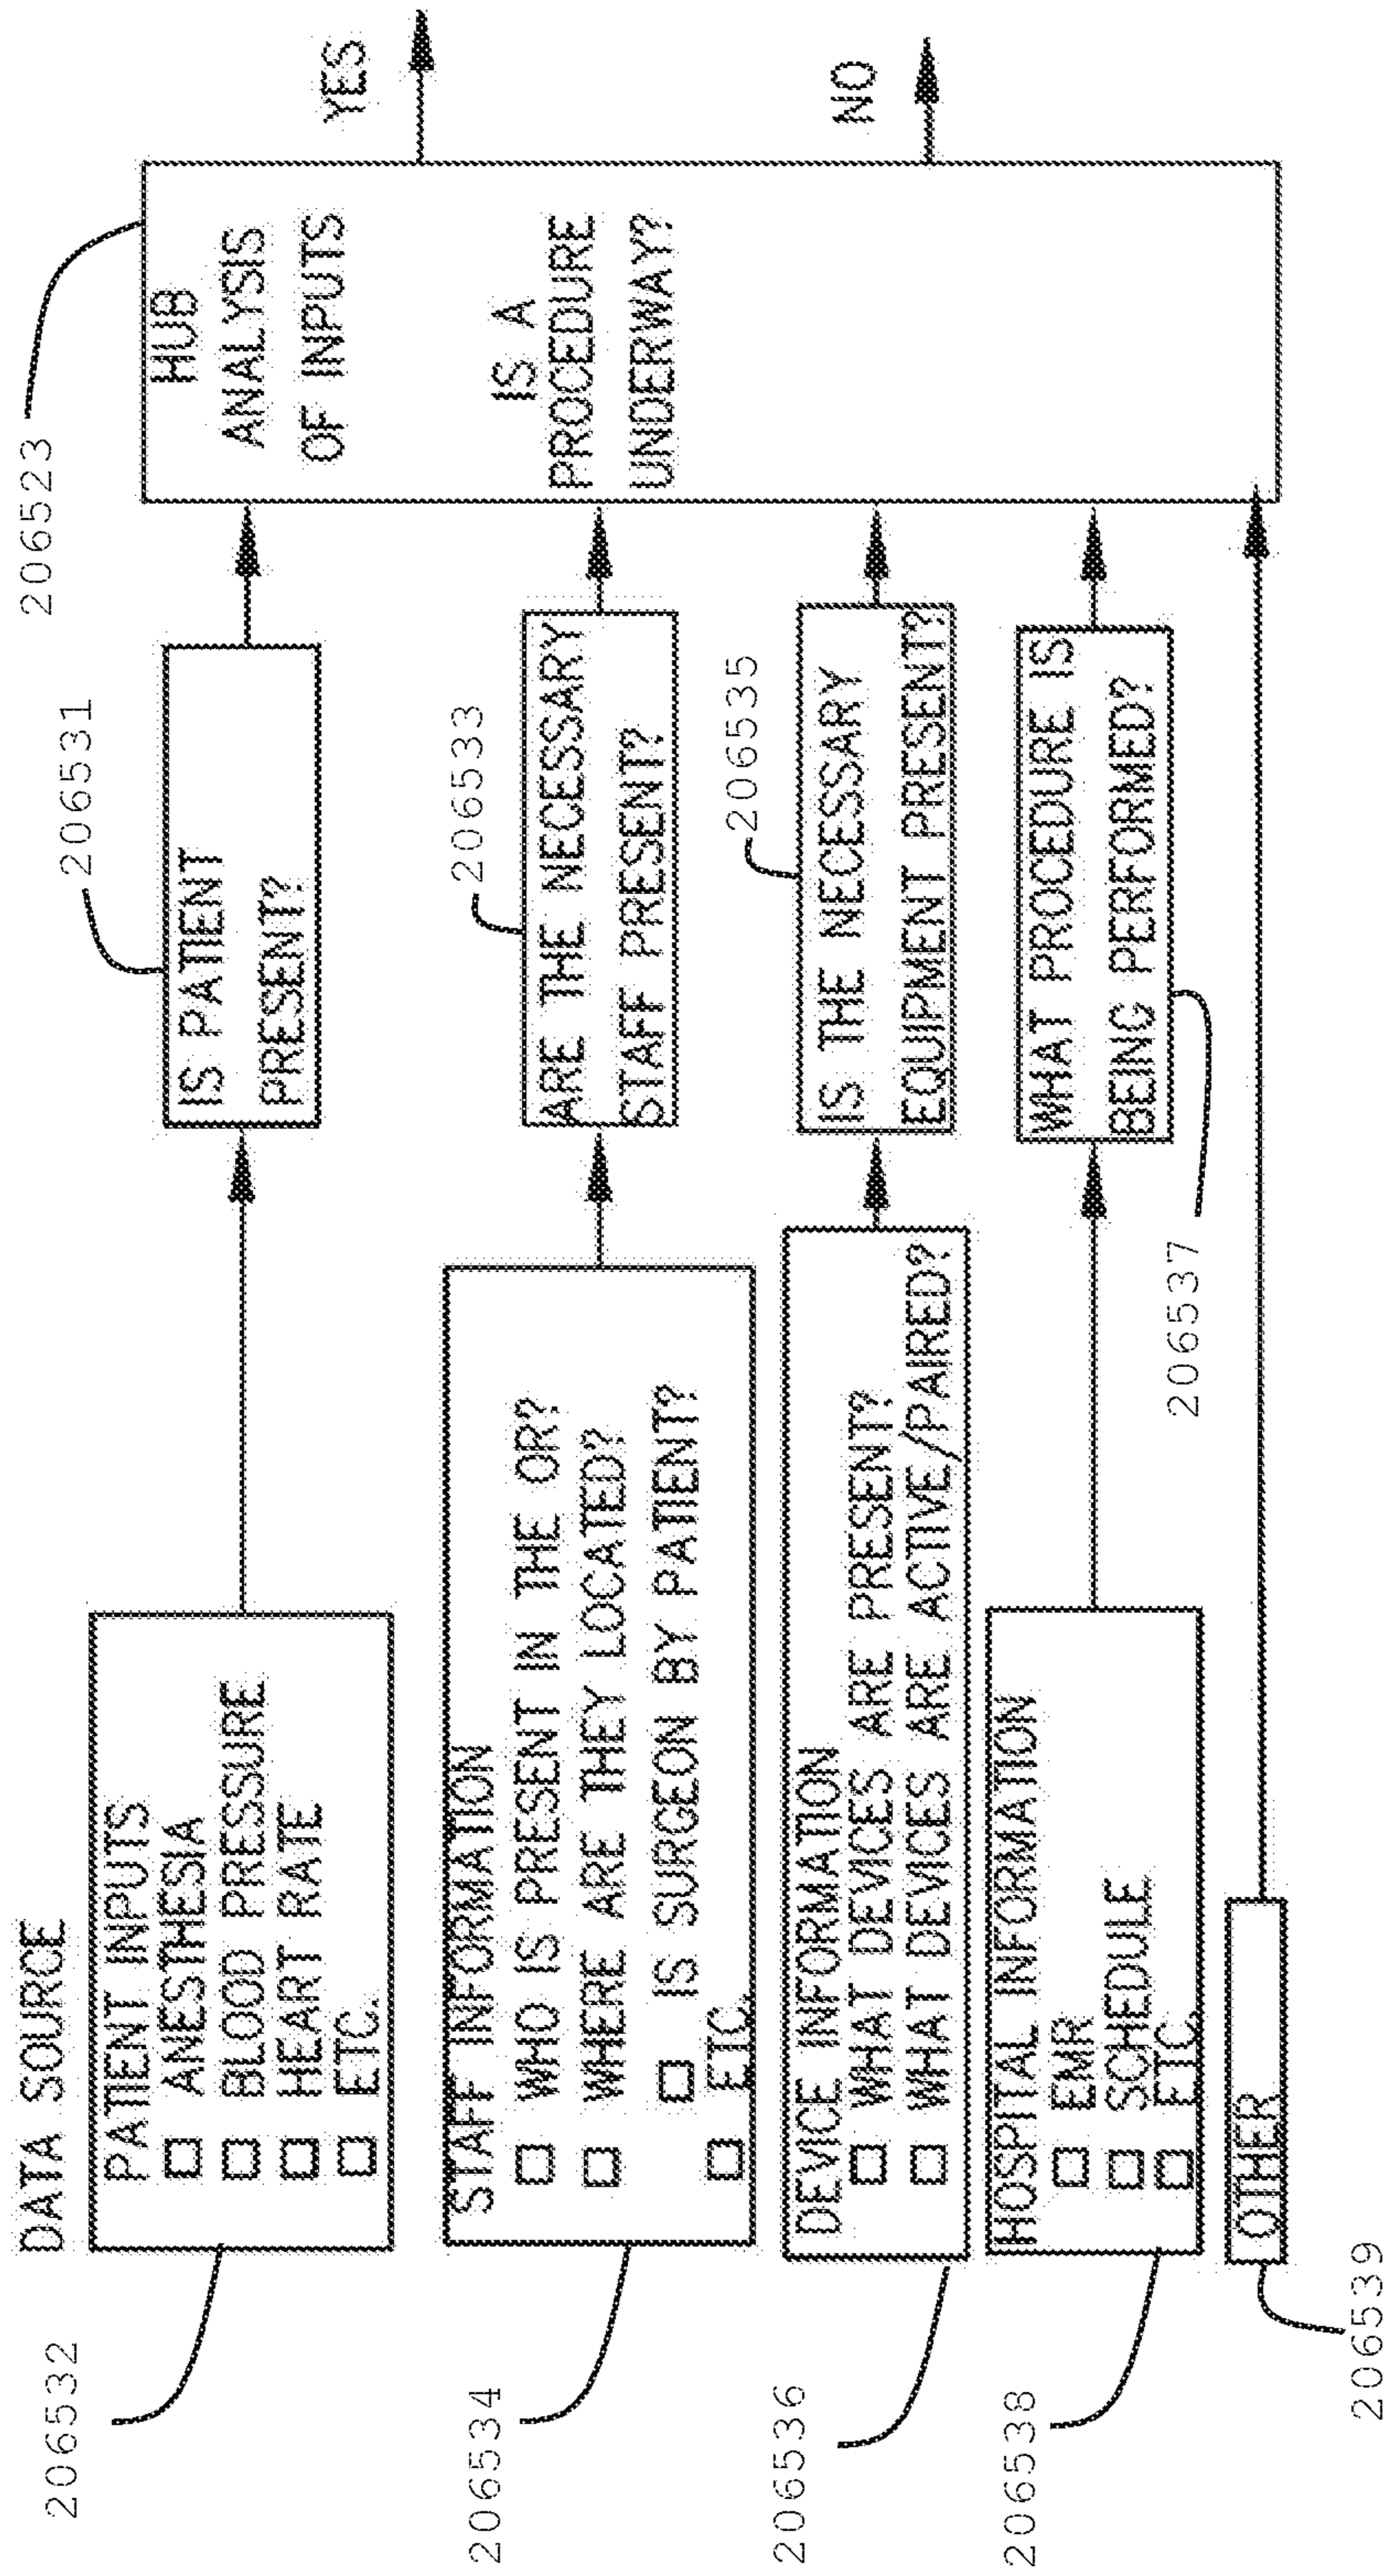 DATA SOURCE
206532
PATIENT INPUTS
ANESTHESIA
BLOOD PRESSURE
HEART RATE
ETC.
206531
IS PATIENT
PRESENT?
206534
STAFF INFORMATION
WHO IS PRESENT IN THE OR?
WHERE ARE THEY LOCATED?
IS SURGEON BY PATIENT?
ETC.
206533
ARE THE NECESSARY
STAFF PRESENT?
206536
DEVICE INFORMATION
WHAT DEVICES ARE PRESENT?
WHAT DEVICES ARE ACTIVE/PAIRED?
206535
IS THE NECESSARY
EQUIPMENT PRESENT?
206538
HOSPITAL INFORMATION
EMR
SCHEDULE
ETC.
WHAT PROCEDURE IS
BEING PERFORMED?
206537
OTHER
206539
206523
HUB
ANALYSIS
OF INPUTS
IS A
PROCEDURE
UNDERWAY?
YES
NO